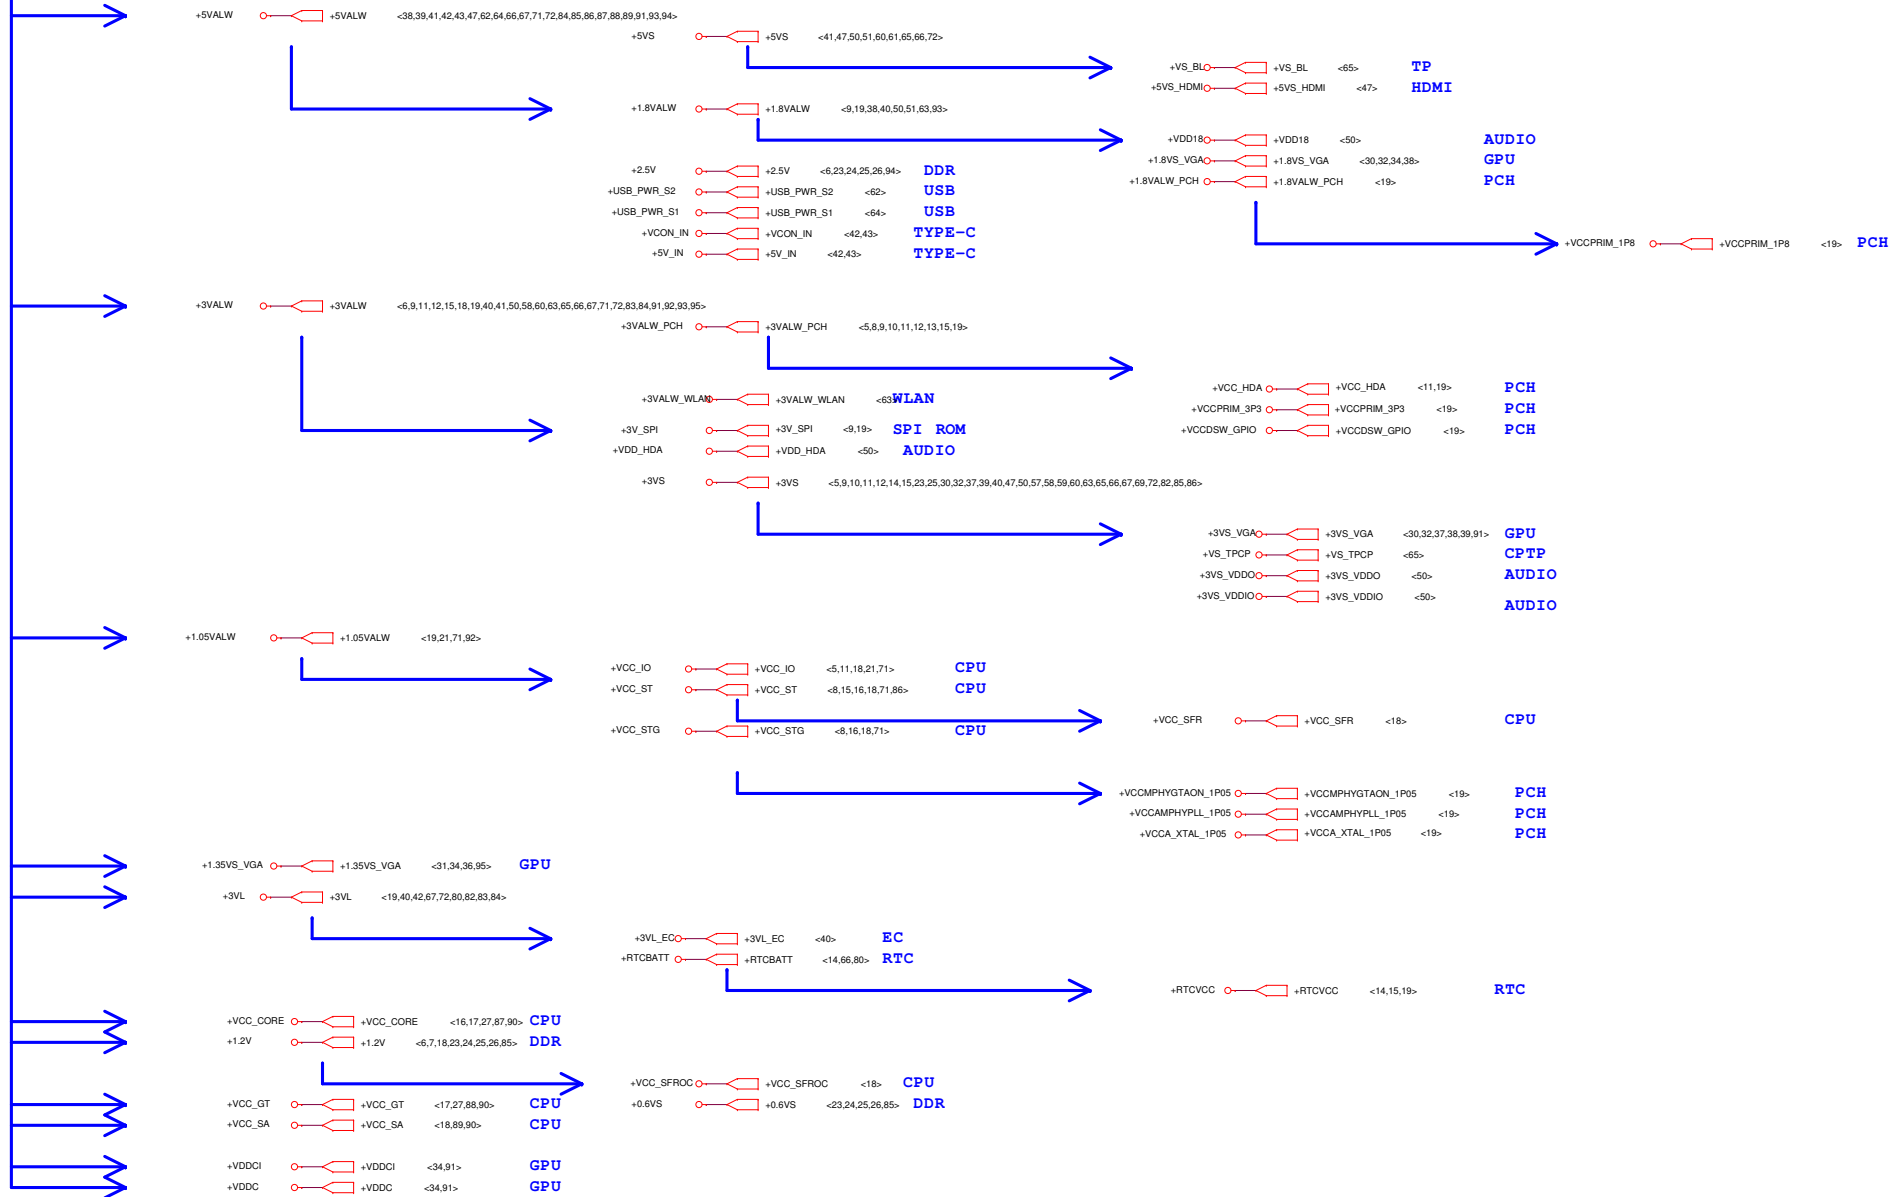 +5VALW +5VALW <38,39,41,42,43,47,62,64,66,67,71,72,84,85,86,87,88,89,91,93,94>
+5VS +5VS <41,47,50,51,60,61,65,66,72>
+VS_BL +VS_BL <65> TP
+5VS_HDMI +5VS_HDMI <47> HDMI
+1.8VALW +1.8VALW <9,19,38,40,50,51,63,93>
+VDD18 +VDD18 <50> AUDIO
+1.8VS_VGA +1.8VS_VGA <30,32,34,38> GPU
+2.5V +2.5V <6,23,24,25,26,94> DDR
+1.8VALW_PCH +1.8VALW_PCH <19> PCH
+USB_PWR_S2 +USB_PWR_S2 <62> USB
+USB_PWR_S1 +USB_PWR_S1 <64> USB
+VCON_IN +VCON_IN <42,43> TYPE-C
+VCCPRIM_1P8 +VCCPRIM_1P8 <19> PCH
+5V_IN +5V_IN <42,43> TYPE-C
+3VALW +3VALW <6,9,11,12,15,18,19,40,41,50,58,60,63,65,66,67,71,72,83,84,91,92,93,95>
+3VALW_PCH +3VALW_PCH <5,8,9,10,11,12,13,15,19>
+VCC_HDA +VCC_HDA <11,19> PCH
+3VALW_WLAN +3VALW_WLAN <63> WLAN
+VCCPRIM_3P3 +VCCPRIM_3P3 <19> PCH
+3V_SPI +3V_SPI <9,19> SPI ROM
+VCCDSW_GPIO +VCCDSW_GPIO <19> PCH
+VDD_HDA +VDD_HDA <50> AUDIO
+3VS +3VS <5,9,10,11,12,14,15,23,25,30,32,37,39,40,47,50,57,58,59,60,63,65,66,67,69,72,82,85,86>
+3VS_VGA +3VS_VGA <30,32,37,38,39,91> GPU
+VS_TPCP +VS_TPCP <65> CPTP
+3VS_VDDO +3VS_VDDO <50> AUDIO
+3VS_VDDIO +3VS_VDDIO <50> AUDIO
+1.05VALW +1.05VALW <19,21,71,92>
+VCC_IO +VCC_IO <5,11,18,21,71> CPU
+VCC_ST +VCC_ST <8,15,16,18,71,86> CPU
+VCC_SFR +VCC_SFR <18> CPU
+VCC_STG +VCC_STG <8,16,18,71> CPU
+VCCMPHYGTAON_1P05 +VCCMPHYGTAON_1P05 <19> PCH
+VCCAMPHYPLL_1P05 +VCCAMPHYPLL_1P05 <19> PCH
+VCCA_XTAL_1P05 +VCCA_XTAL_1P05 <19> PCH
+1.35VS_VGA +1.35VS_VGA <31,34,36,95> GPU
+3VL +3VL <19,40,42,67,72,80,82,83,84>
+3VL_EC +3VL_EC <40> EC
+RTCBATT +RTCBATT <14,66,80> RTC
+RTCVCC +RTCVCC <14,15,19> RTC
+VCC_CORE +VCC_CORE <16,17,27,87,90> CPU
+1.2V +1.2V <6,7,18,23,24,25,26,85> DDR
+VCC_SFROC +VCC_SFROC <18> CPU
+VCC_GT +VCC_GT <17,27,88,90> CPU
+0.6VS +0.6VS <23,24,25,26,85> DDR
+VCC_SA +VCC_SA <18,89,90> CPU
+VDDCI +VDDCI <34,91> GPU
+VDDC +VDDC <34,91> GPU